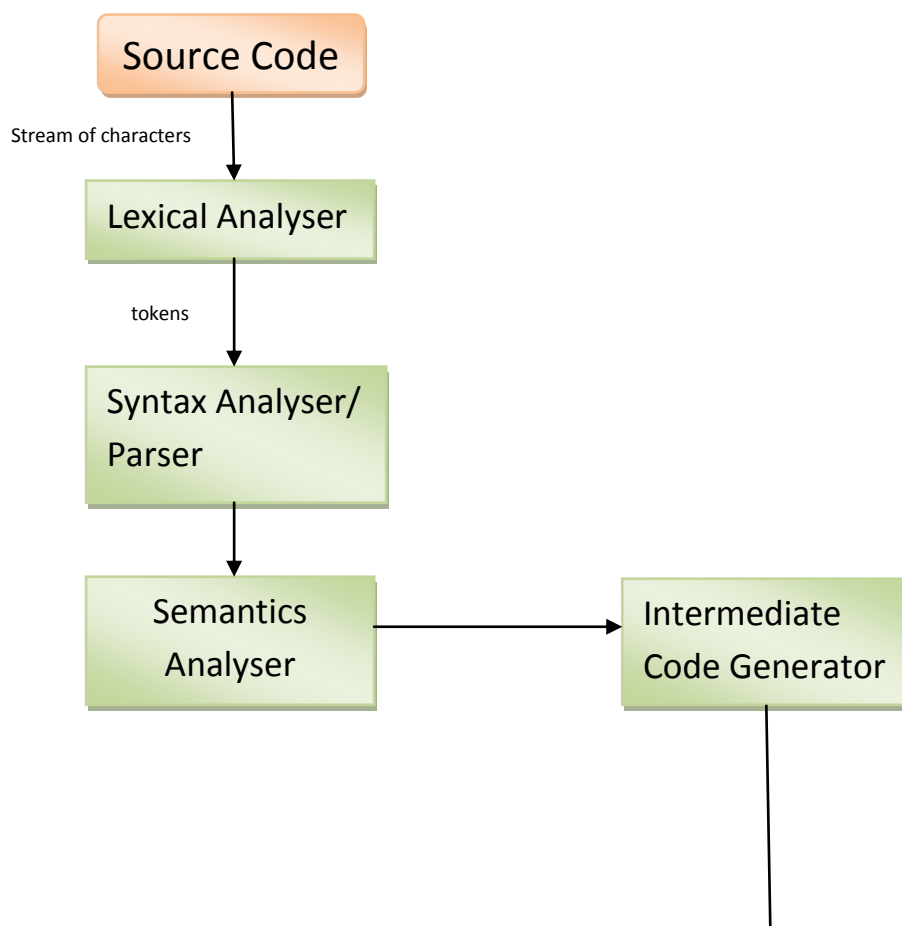 Source Code
Stream of characters
Lexical Analyser
tokens
Syntax Analyser/
Parser
Semantics
Analyser
Intermediate
Code Generator